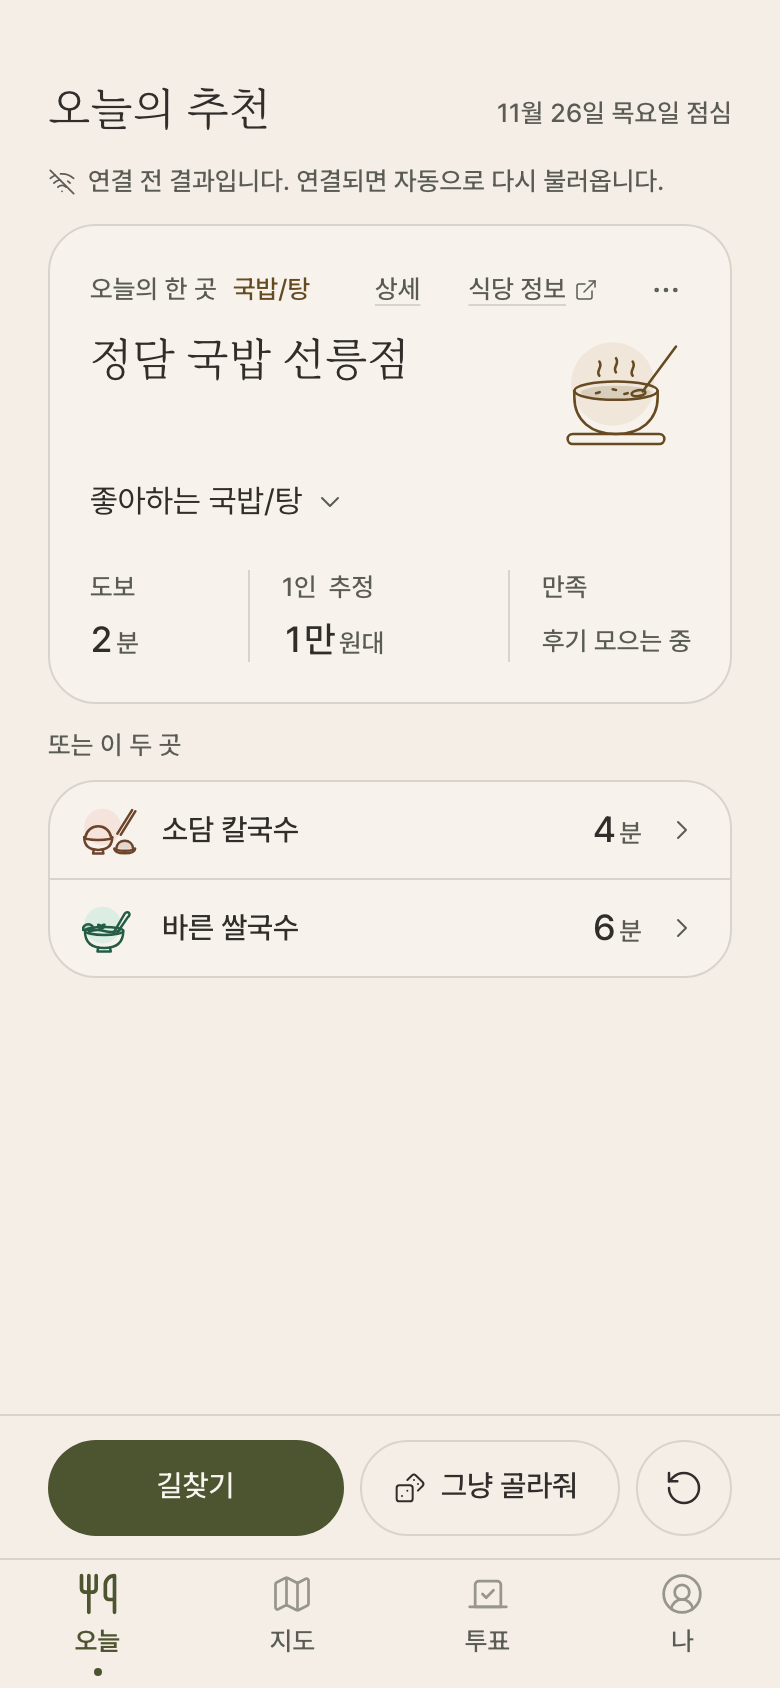 오늘의 추천
11월 26일 목요일 점심
연결 전 결과입니다. 연결되면 자동으로 다시 불러옵니다.
오늘의 한 곳 국밥/탕 상세 식당 정보
정담 국밥 선릉점
좋아하는 국밥/탕
도보
2분
1인 추정
1만원대
만족
후기 모으는 중
또는 이 두 곳
소담 칼국수 4분
바른 쌀국수 6분
길찾기
그냥 골라줘
오늘
지도
투표
나